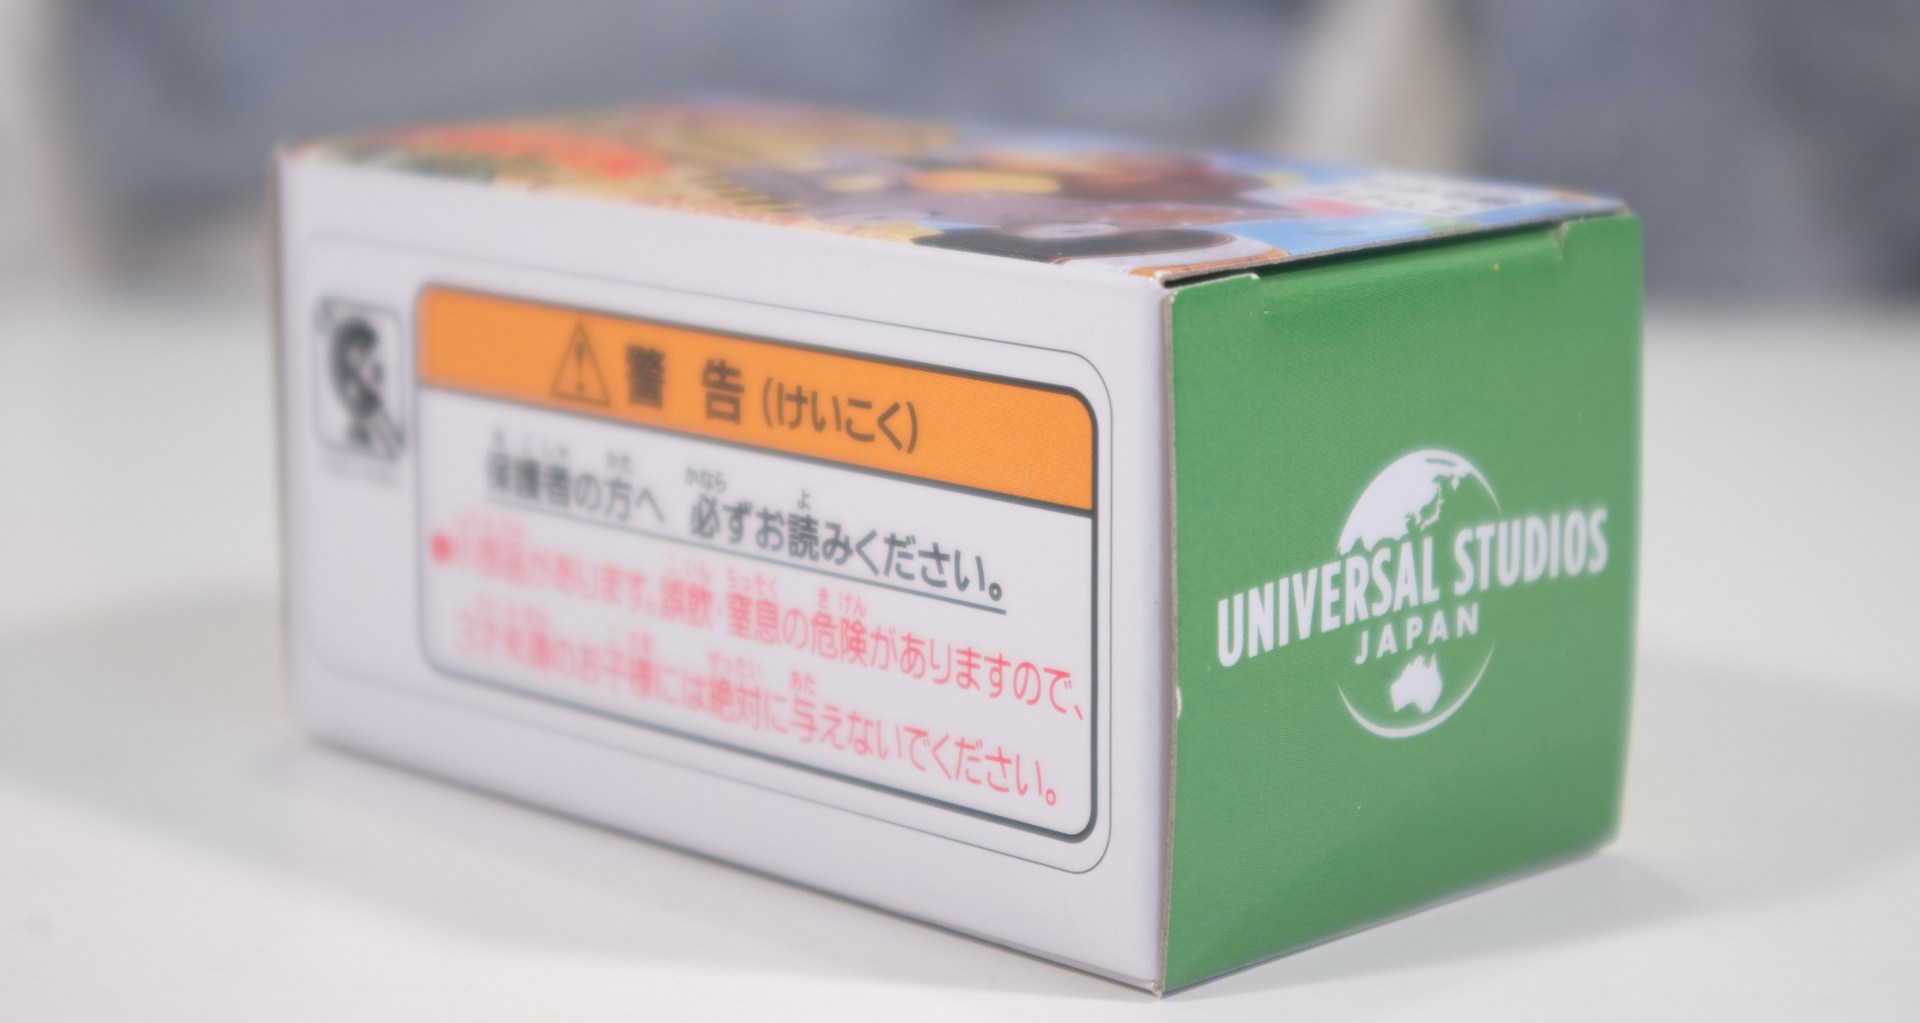 警告(けいこく)
保護者の方へ 必ずお読みください。
小部品があります。誤飲・窒息の危険がありますので、
3才未満のお子様には絶対に与えないでください。
UNIVERSAL STUDIOS
JAPAN